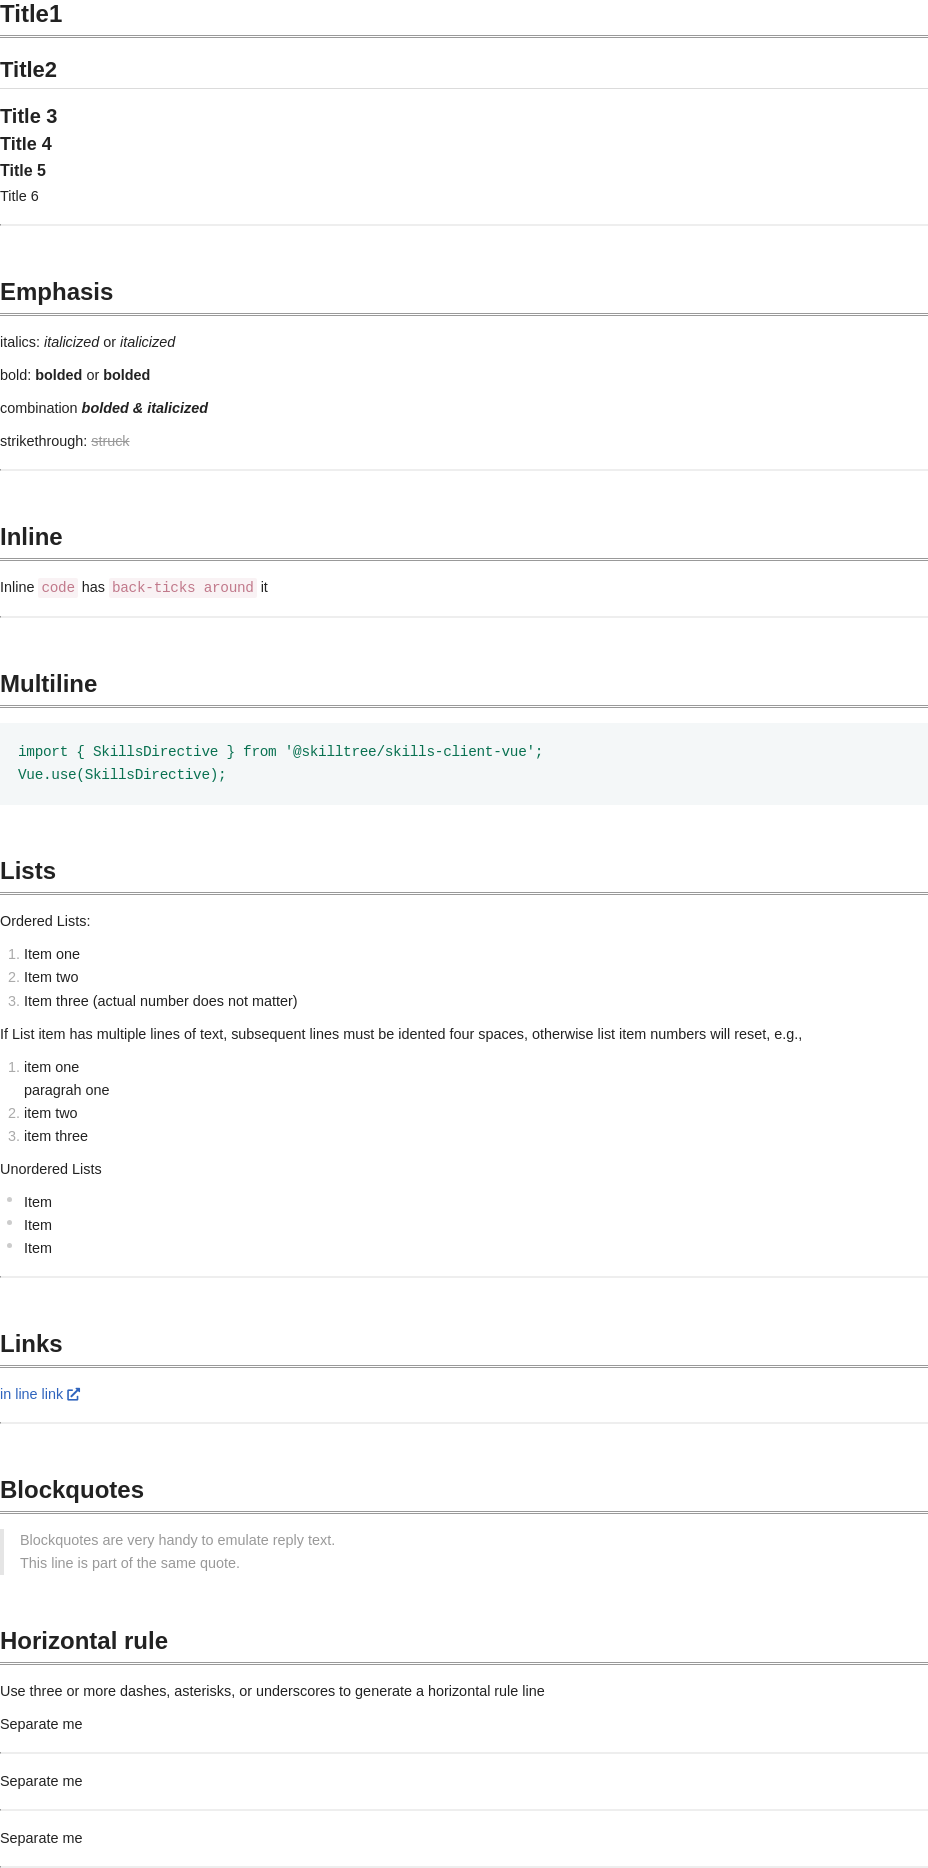 Title1
Title2
Title 3
Title 4
Title 5
Title 6
Emphasis
italics: italicized or italicized
bold: bolded or bolded
combination bolded & italicized
strikethrough: struck
Inline
Inline code has back-ticks around it
Multiline
import { SkillsDirective } from '@skilltree/skills-client-vue';
Vue.use(SkillsDirective);
Lists
Ordered Lists:
1. Item one
2. Item two
3. Item three (actual number does not matter)
If List item has multiple lines of text, subsequent lines must be idented four spaces, otherwise list item numbers will reset, e.g.,
1. item one
paragrah one
2. item two
3. item three
Unordered Lists
• Item
• Item
• Item
Links
in line link
Blockquotes
Blockquotes are very handy to emulate reply text.
This line is part of the same quote.
Horizontal rule
Use three or more dashes, asterisks, or underscores to generate a horizontal rule line
Separate me
Separate me
Separate me